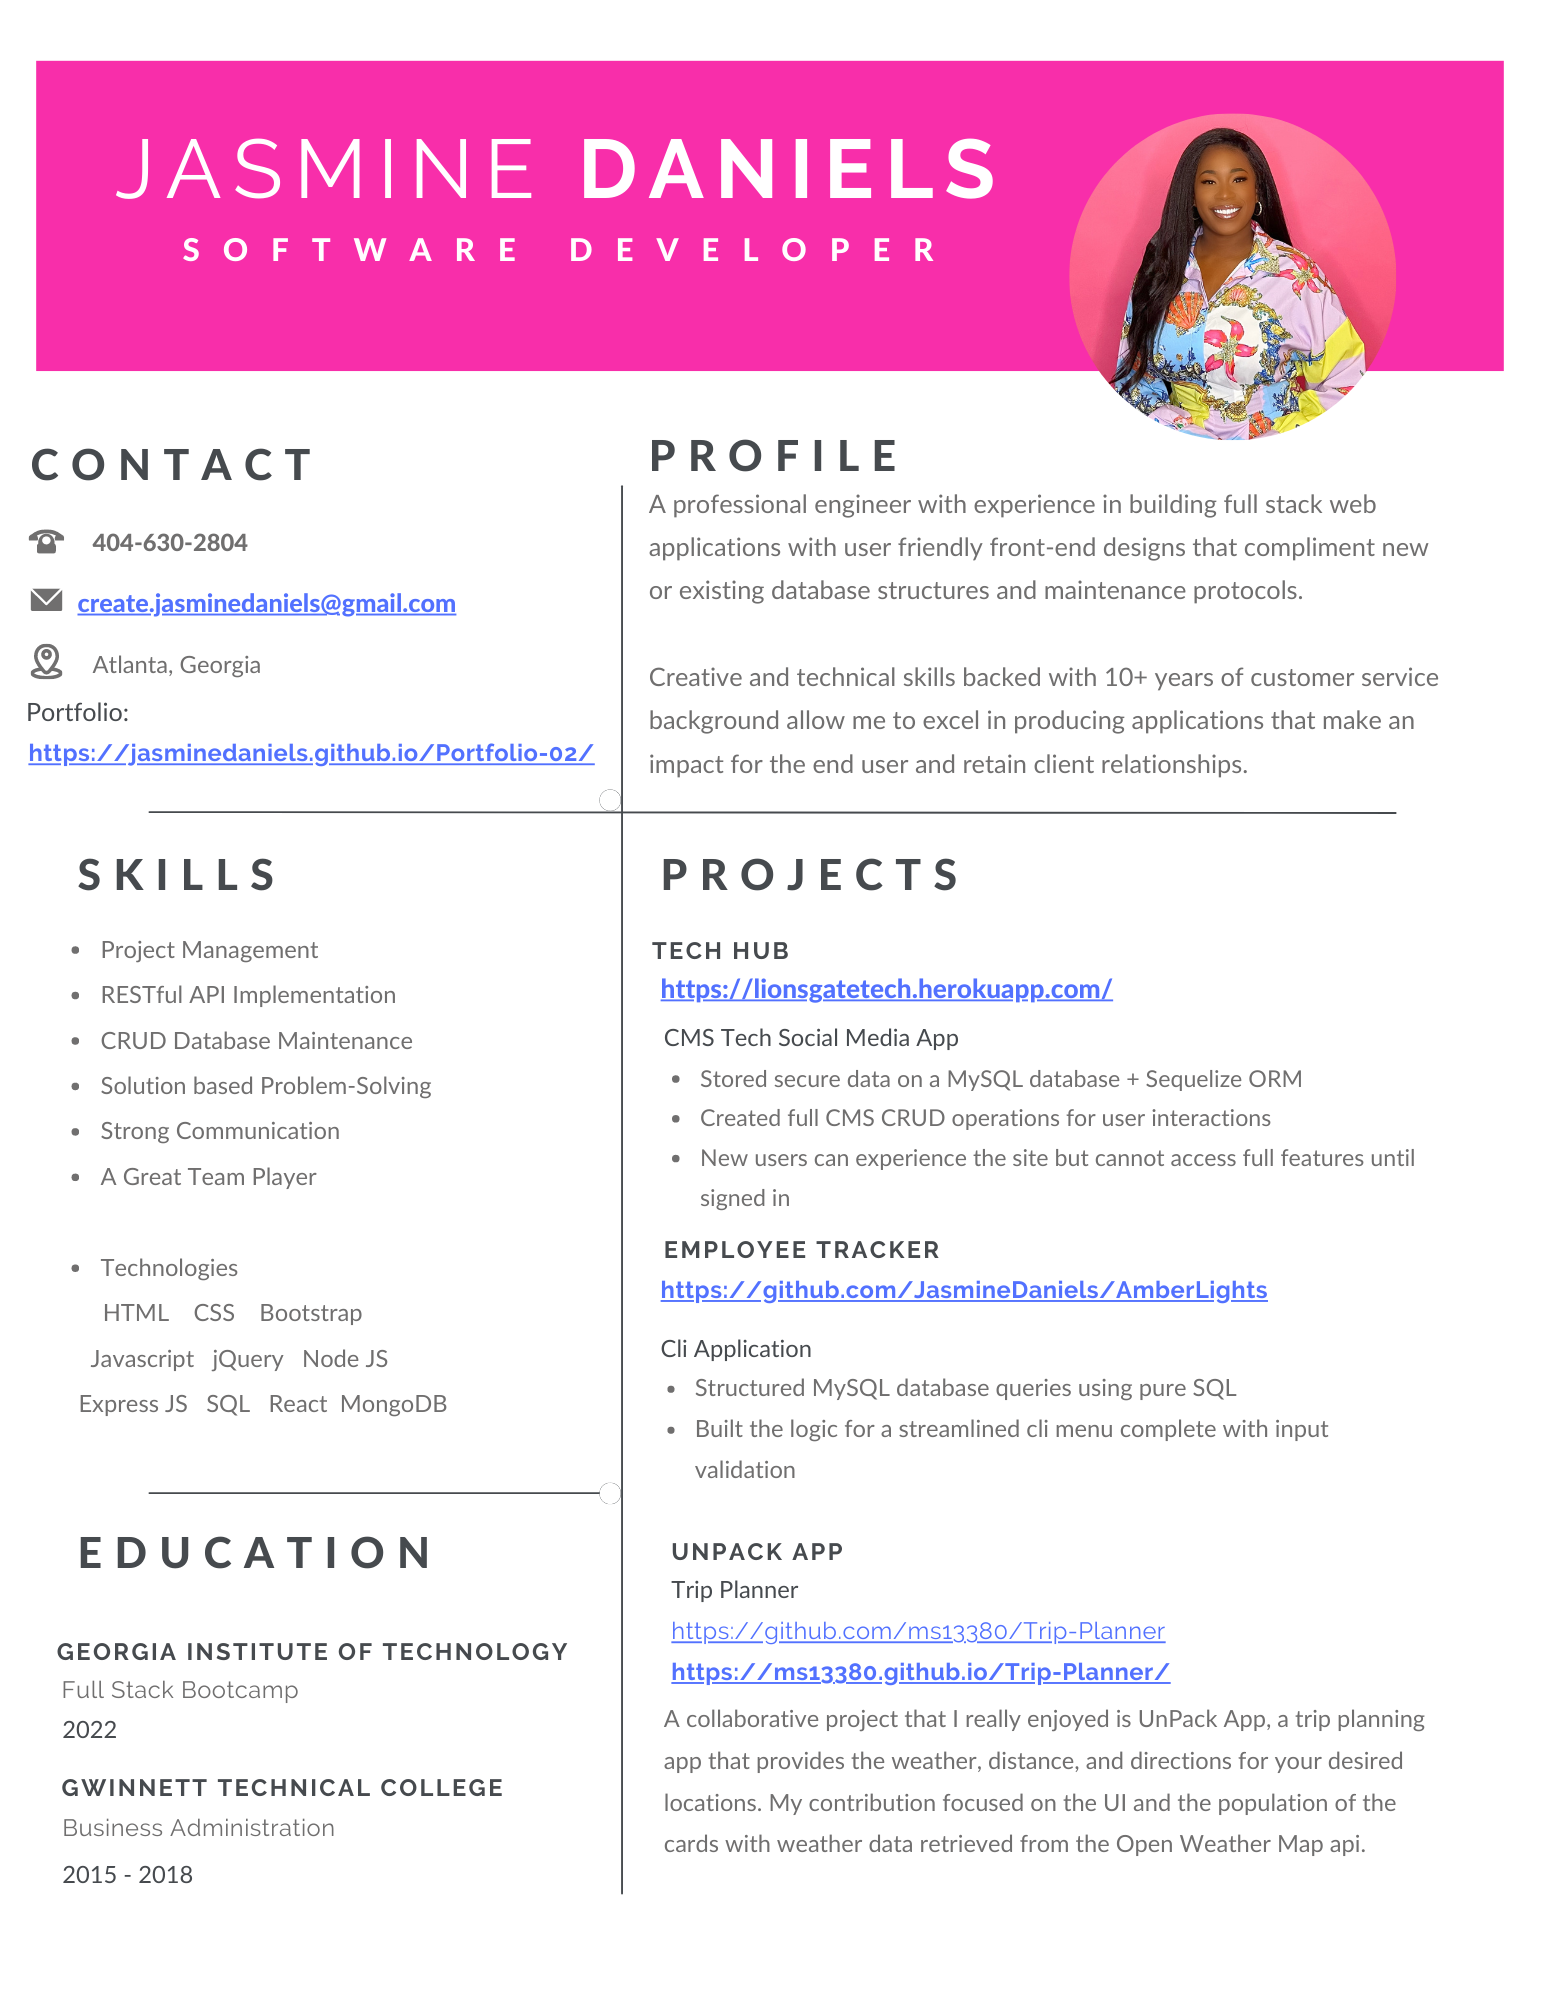 JASMINE DANIELS
SOFTWARE DEVELOPER
CONTACT
404-630-2804
create.jasminedaniels@gmail.com
Atlanta, Georgia
Portfolio:
https://jasminedaniels.github.io/Portfolio-02/
PROFILE
A professional engineer with experience in building full stack web
applications with user friendly front-end designs that compliment new
or existing database structures and maintenance protocols.
Creative and technical skills backed with 10+ years of customer service
background allow me to excel in producing applications that make an
impact for the end user and retain client relationships.
SKILLS
• Project Management
• RESTful API Implementation
• CRUD Database Maintenance
• Solution based Problem-Solving
• Strong Communication
• A Great Team Player
• Technologies
HTML CSS Bootstrap
Javascript jQuery Node JS
Express JS SQL React MongoDB
EDUCATION
GEORGIA INSTITUTE OF TECHNOLOGY
Full Stack Bootcamp
2022
GWINNETT TECHNICAL COLLEGE
Business Administration
2015 - 2018
PROJECTS
TECH HUB
https://lionsgatetech.herokuapp.com/
CMS Tech Social Media App
• Stored secure data on a MySQL database + Sequelize ORM
• Created full CMS CRUD operations for user interactions
• New users can experience the site but cannot access full features until
signed in
EMPLOYEE TRACKER
https://github.com/JasmineDaniels/AmberLights
Cli Application
• Structured MySQL database queries using pure SQL
• Built the logic for a streamlined cli menu complete with input
validation
UNPACK APP
Trip Planner
https://github.com/ms13380/Trip-Planner
https://ms13380.github.io/Trip-Planner/
A collaborative project that I really enjoyed is UnPack App, a trip planning
app that provides the weather, distance, and directions for your desired
locations. My contribution focused on the UI and the population of the
cards with weather data retrieved from the Open Weather Map api.